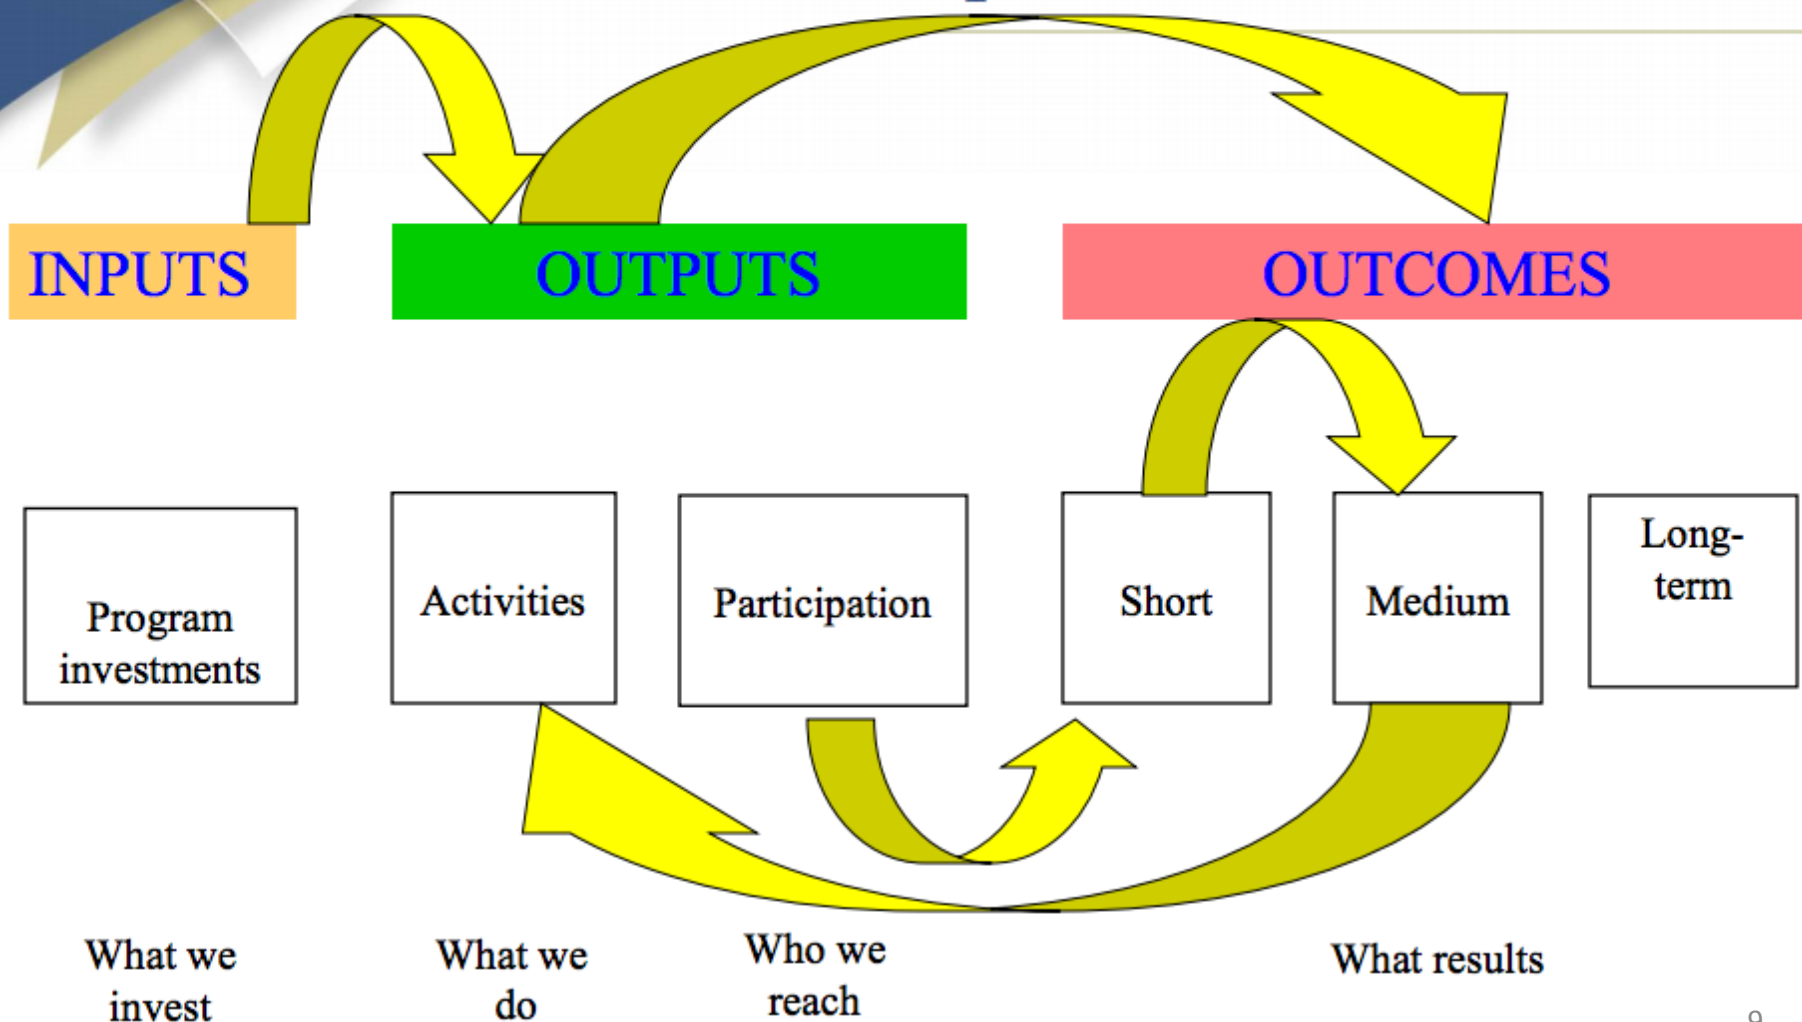 INPUTS
OUTPUTS
OUTCOMES
Program
investments
Activities
Participation
Short
Medium
Long-
term
What we
invest
What we
do
Who we
reach
What results
9